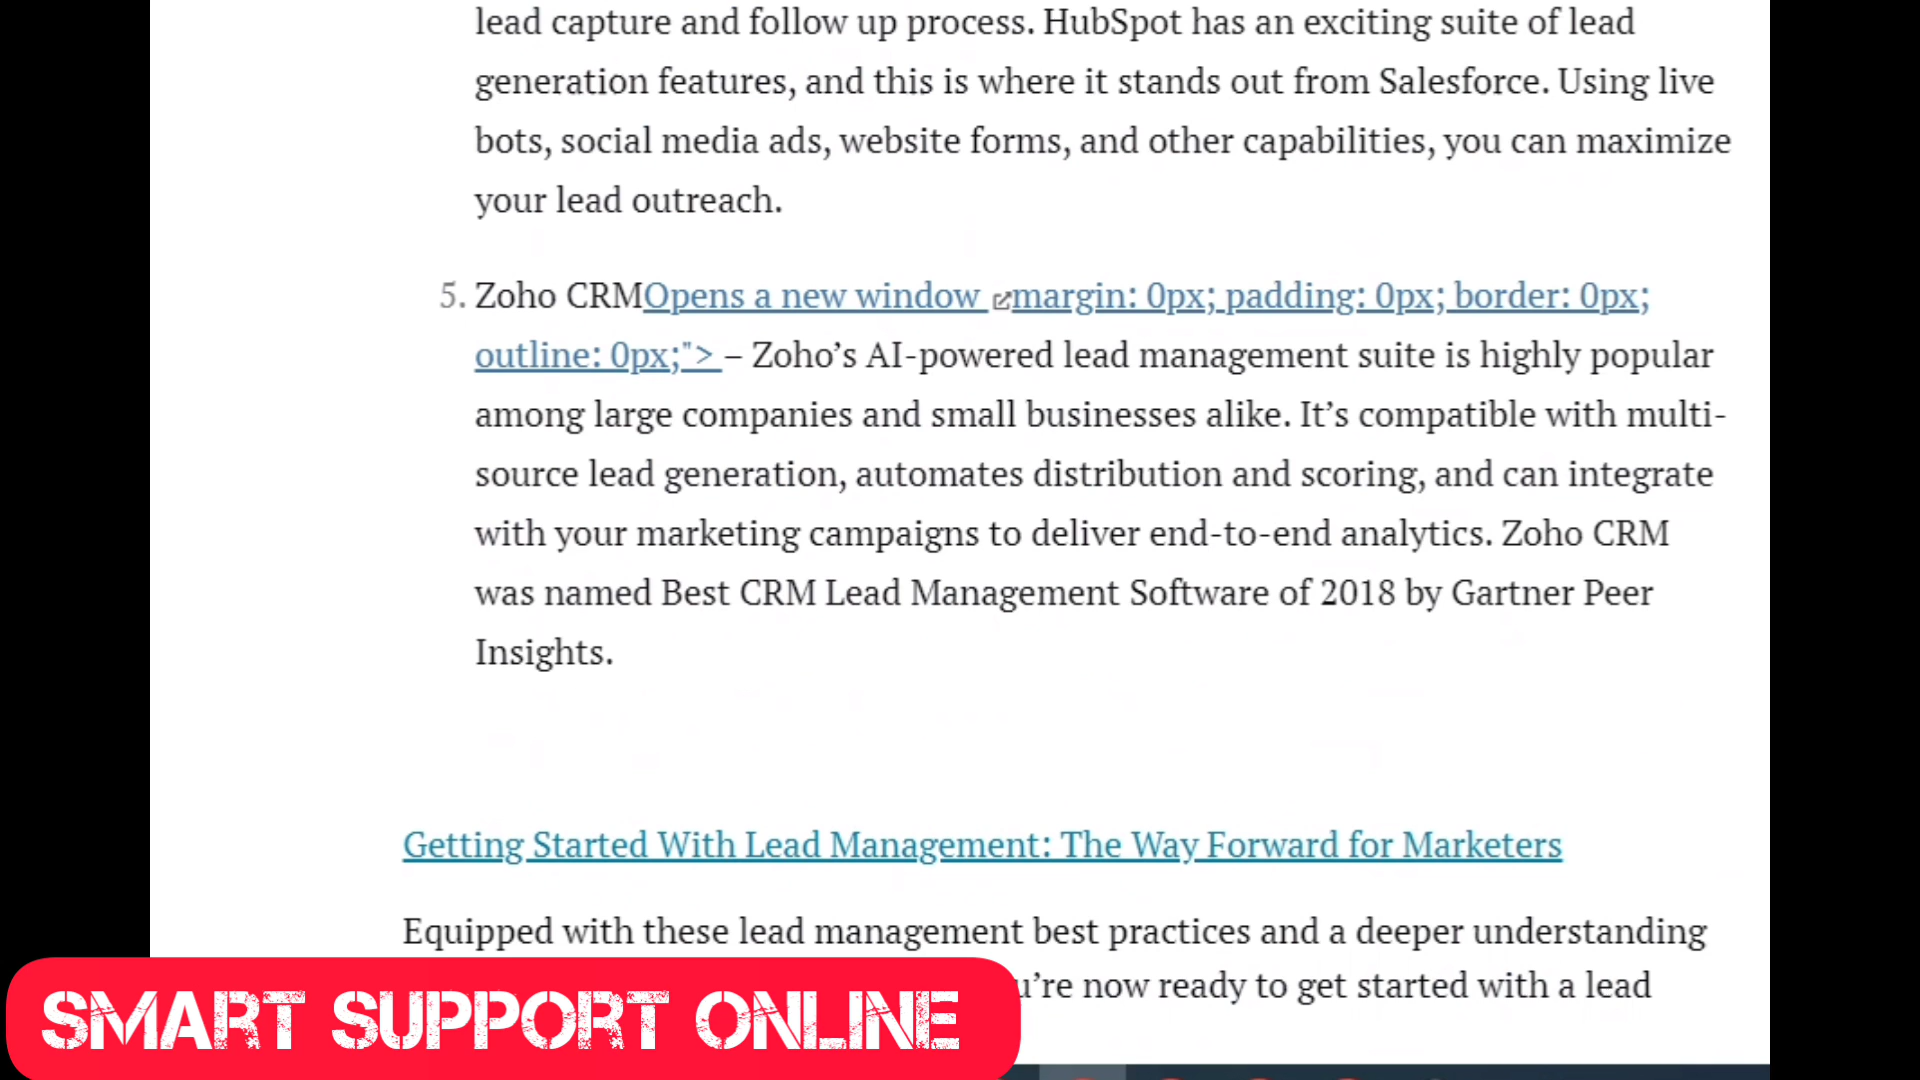 lead capture and follow up process. HubSpot has an exciting suite of lead
generation features, and this is where it stands out from Salesforce. Using live
bots, social media ads, website forms, and other capabilities, you can maximize
your lead outreach.
5. Zoho CRMOpens a new window margin: 0px; padding: 0px; border: 0px;
outline: 0px;"> – Zoho’s AI-powered lead management suite is highly popular
among large companies and small businesses alike. It’s compatible with multi-
source lead generation, automates distribution and scoring, and can integrate
with your marketing campaigns to deliver end-to-end analytics. Zoho CRM
was named Best CRM Lead Management Software of 2018 by Gartner Peer
Insights.
Getting Started With Lead Management: The Way Forward for Marketers
Equipped with these lead management best practices and a deeper understanding
’re now ready to get started with a lead
SMART SUPPORT ONLINE